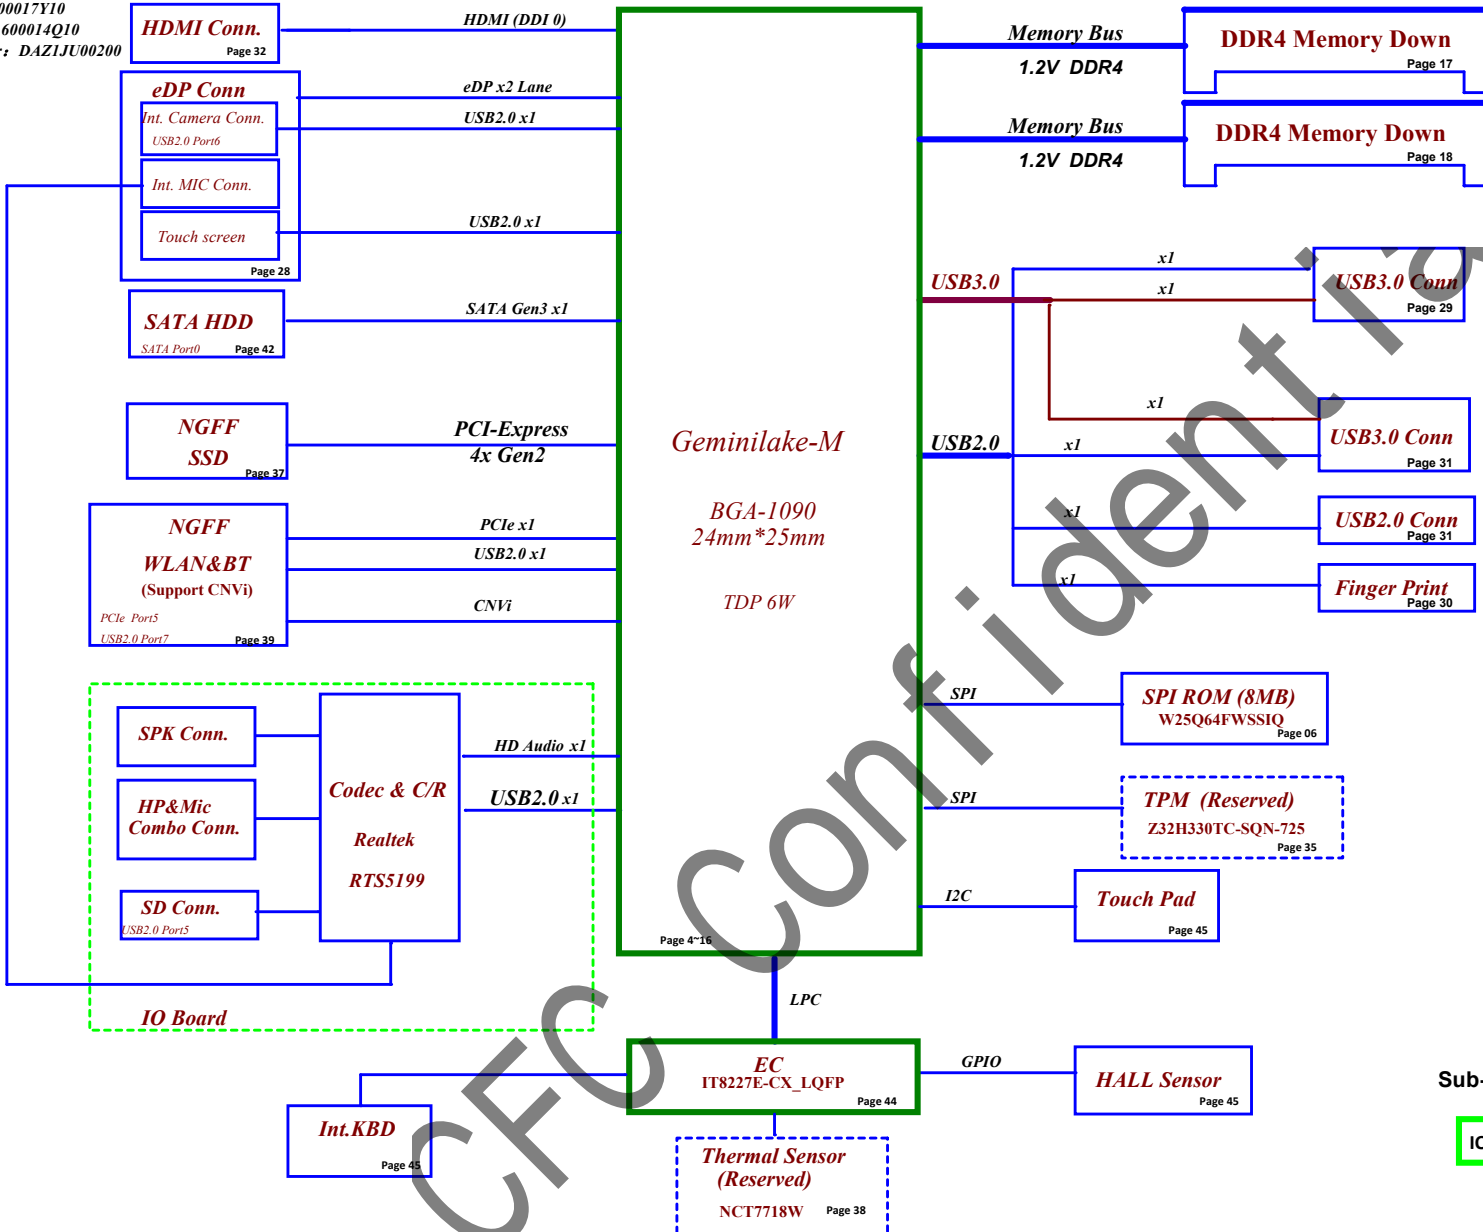 00017Y10
600014Q10
: DAZ1JU00200
HDMI Conn.
Page 32
HDMI (DDI 0)
eDP Conn
eDP x2 Lane
Int. Camera Conn.
USB2.0 Port6
USB2.0 x1
Int. MIC Conn.
Touch screen
USB2.0 x1
Page 28
SATA HDD
SATA Port0
Page 42
SATA Gen3 x1
NGFF
SSD
Page 37
PCI-Express
4x Gen2
NGFF
WLAN&BT
(Support CNVi)
PCIe Port5
USB2.0 Port7
Page 39
PCIe x1
USB2.0 x1
CNVi
SPK Conn.
HP&Mic
Combo Conn.
SD Conn.
USB2.0 Port5
Codec & C/R
Realtek
RTS5199
HD Audio x1
USB2.0 x1
IO Board
Geminilake-M
BGA-1090
24mm*25mm
TDP 6W
Page 4~16
Memory Bus
1.2V DDR4
DDR4 Memory Down
Page 17
Memory Bus
1.2V DDR4
DDR4 Memory Down
Page 18
USB3.0
x1
x1
USB3.0 Conn
Page 29
x1
USB2.0
x1
USB3.0 Conn
Page 31
x1
USB2.0 Conn
Page 31
x1
Finger Print
Page 30
SPI
SPI ROM (8MB)
W25Q64FWSSIQ
Page 06
SPI
TPM (Reserved)
Z32H330TC-SQN-725
Page 35
I2C
Touch Pad
Page 45
LPC
EC
IT8227E-CX_LQFP
Page 44
GPIO
HALL Sensor
Page 45
Int.KBD
Page 45
Thermal Sensor
(Reserved)
NCT7718W
Page 38
Sub-
IO
CFC Confidentia